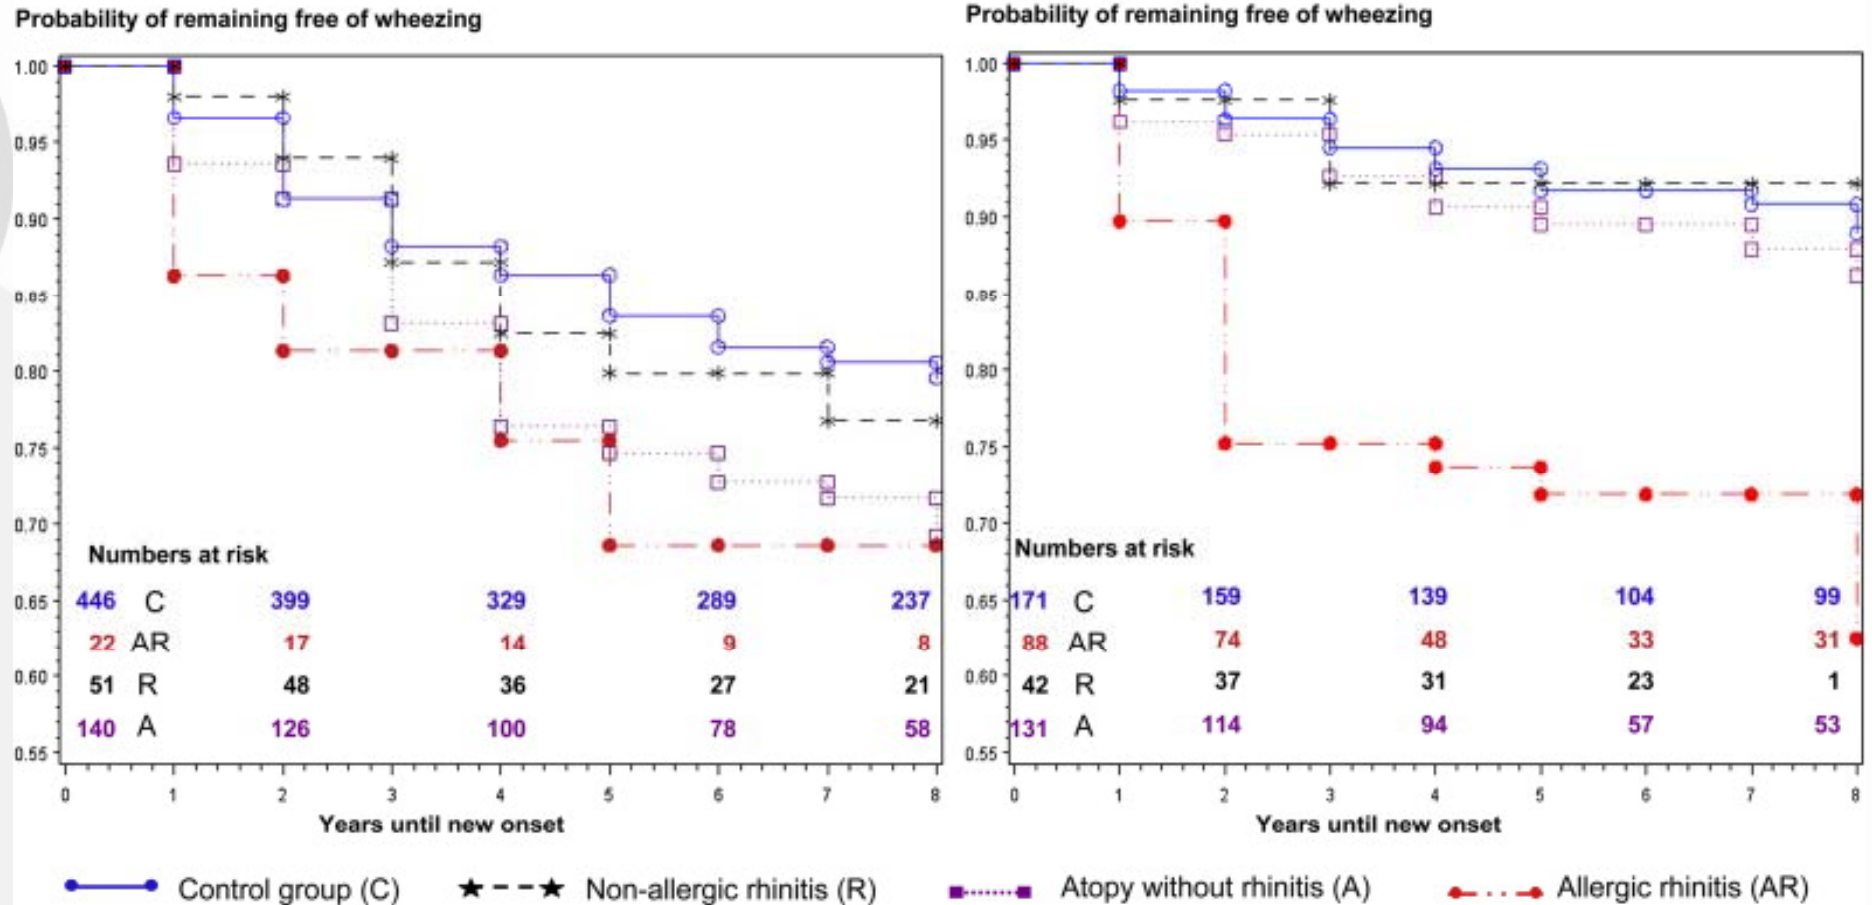 Probability of remaining free of wheezing
1.00
0.95
0.90
0.85
0.80
0.75
0.70
0.65
0.60
0.55
Numbers at risk
446 C 399 329 289 237
22 AR 17 14 9 8
51 R 48 36 27 21
140 A 126 100 78 58
0 1 2 3 4 5 6 7 8
Years until new onset
Probability of remaining free of wheezing
1.00
0.95
0.90
0.85
0.80
0.75
0.70
0.65
0.60
0.55
Numbers at risk
171 C 159 139 104 99
88 AR 74 48 33 31
42 R 37 31 23 1
131 A 114 94 57 53
0 1 2 3 4 5 6 7 8
Years until new onset
Control group (C) Non-allergic rhinitis (R) Atopy without rhinitis (A) Allergic rhinitis (AR)